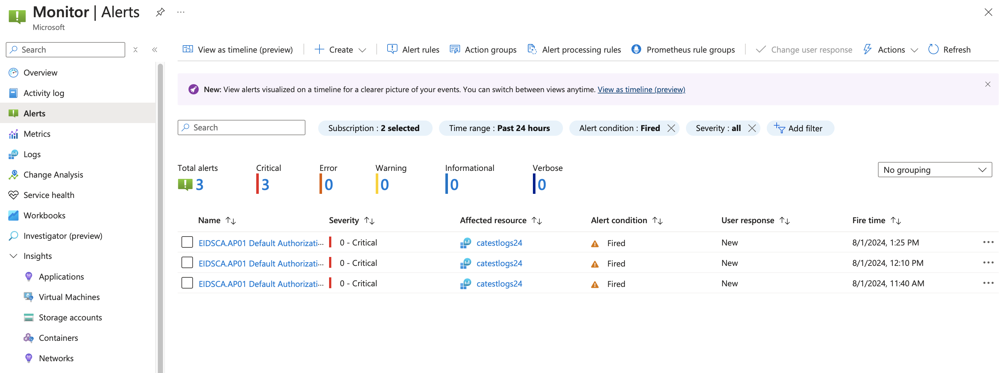 Monitor | Alerts
Microsoft
Search
Overview
Activity log
Alerts
Metrics
Logs
Change Analysis
Service health
Workbooks
Investigator (preview)
Insights
Applications
Virtual Machines
Storage accounts
Containers
Networks
View as timeline (preview) Create Alert rules Action groups Alert processing rules Prometheus rule groups Change user response Actions Refresh
New: View alerts visualized on a timeline for a clearer picture of your events. You can switch between views anytime. View as timeline (preview)
Search Subscription : 2 selected Time range : Past 24 hours Alert condition : Fired Severity : all Add filter
Total alerts Critical Error Warning Informational Verbose
3 3 0 0 0 0
No grouping
Name Severity Affected resource Alert condition User response Fire time
EIDSCA.AP01 Default Authorizati... 0 - Critical catestlogs24 Fired New 8/1/2024, 1:25 PM
EIDSCA.AP01 Default Authorizati... 0 - Critical catestlogs24 Fired New 8/1/2024, 12:10 PM
EIDSCA.AP01 Default Authorizati... 0 - Critical catestlogs24 Fired New 8/1/2024, 11:40 AM